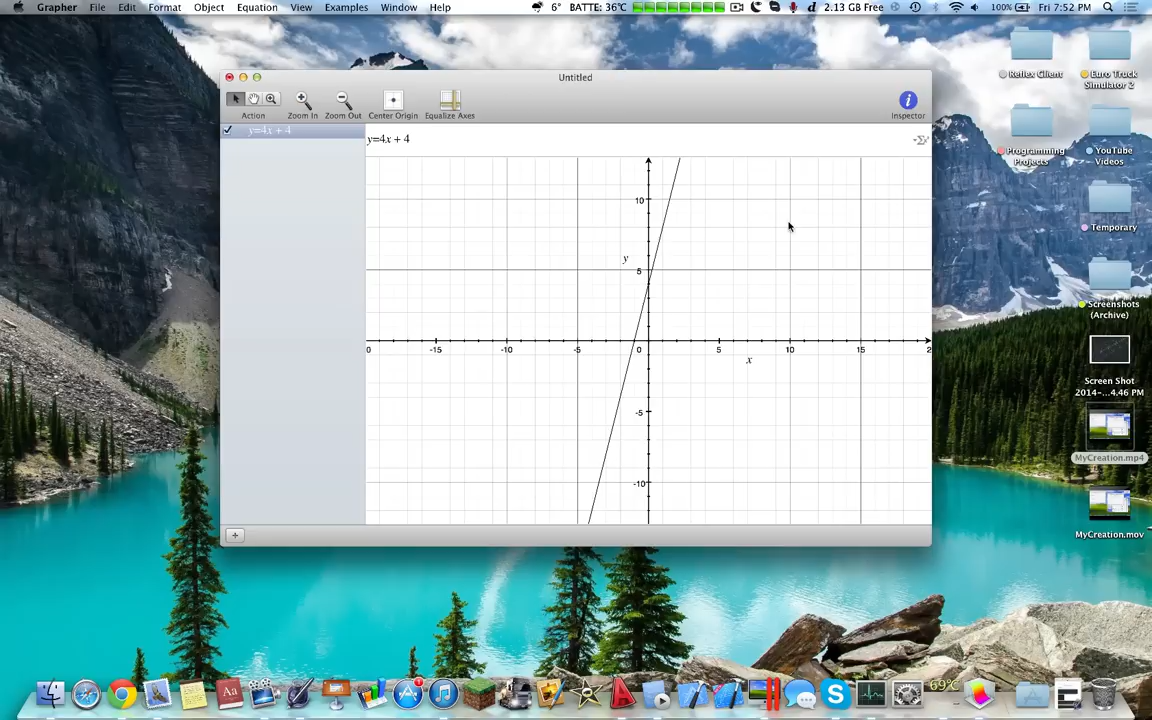 Grapher File Edit Format Object Equation View Examples Window Help
6° BATTE: 36°C 2.13 GB Free 100% Fri 7:52 PM
Untitled
Action Zoom In Zoom Out Center Origin Equalize Axes Inspector
y=4x + 4
y=4x + 4
10
y
5
0 -15 -10 -5 0 5 10 15 2
x
-5
-10
Reflex Client
Euro Truck
Simulator 2
Programming
Projects
YouTube
Videos
Temporary
Screenshots
(Archive)
Screen Shot
2014-...4.46 PM
MyCreation.mp4
MyCreation.mov
Aa
69°C